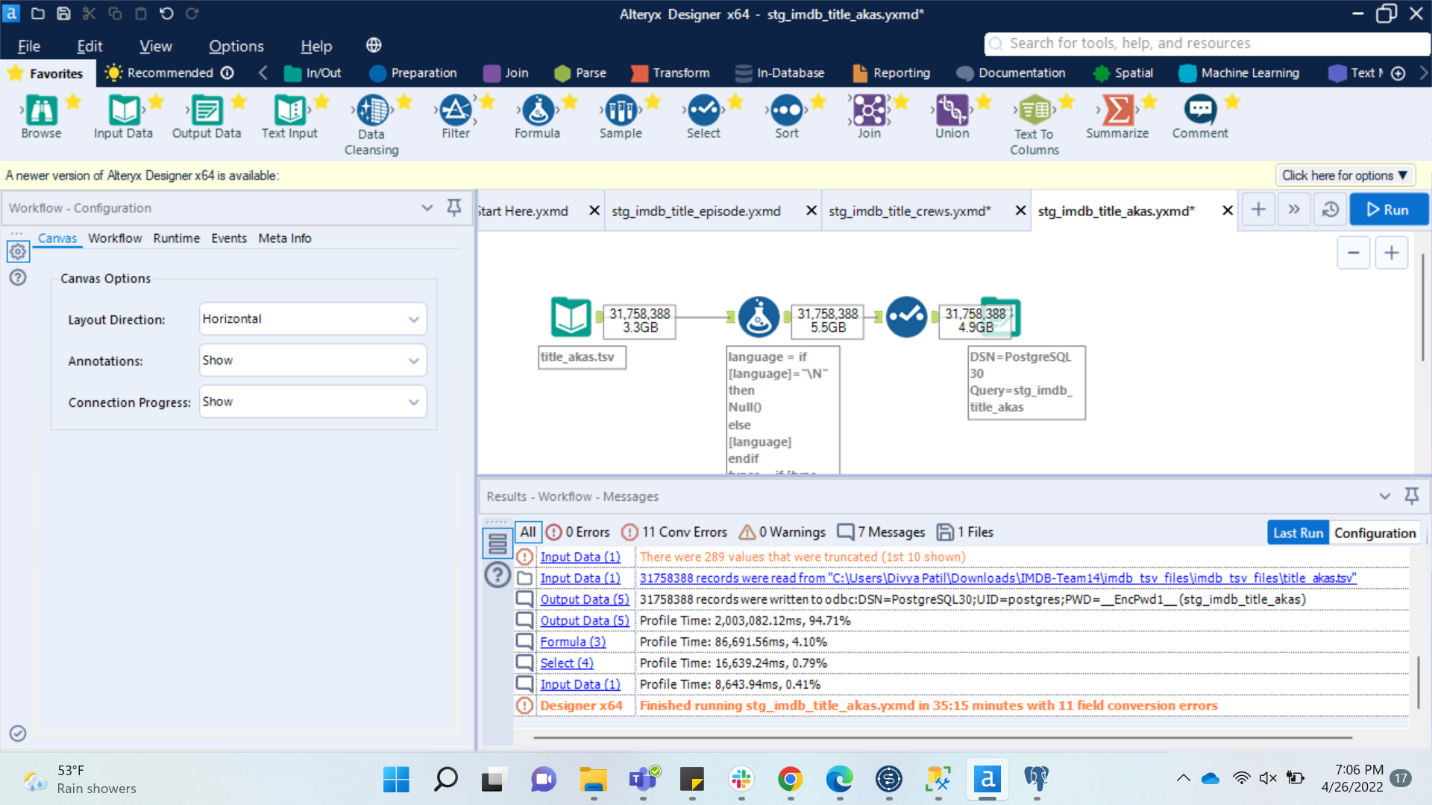 Alteryx Designer x64 - stg_imdb_title_akas.yxmd*
File Edit View Options Help
Search for tools, help, and resources
Favorites Recommended In/Out Preparation Join Parse Transform In-Database Reporting Documentation Spatial Machine Learning Text
Browse Input Data Output Data Text Input Data Cleansing Filter Formula Sample Select Sort Join Union Text To Columns Summarize Comment
A newer version of Alteryx Designer x64 is available:
Click here for options ▼
Workflow - Configuration
Start Here.yxmd stg_imdb_title_episode.yxmd stg_imdb_title_crews.yxmd* stg_imdb_title_akas.yxmd* Run
Canvas Workflow Runtime Events Meta Info
Canvas Options
Layout Direction: Horizontal
Annotations: Show
Connection Progress: Show
31,758,388
3.3GB
31,758,388
5.5GB
31,758,388
4.9GB
title_akas.tsv
language = if
[language]="\N"
then
Null()
else
[language]
endif
DSN=PostgreSQL
30
Query=stg_imdb_
title_akas
Results - Workflow - Messages
All 0 Errors 11 Conv Errors 0 Warnings 7 Messages 1 Files
Last Run Configuration
Input Data (1) There were 289 values that were truncated (1st 10 shown)
Input Data (1) 31758388 records were read from "C:\Users\Divya Patil\Downloads\IMDB-Team14\imdb_tsv_files\imdb_tsv_files\title_akas.tsv"
Output Data (5) 31758388 records were written to odbc:DSN=PostgreSQL30;UID=postgres;PWD=__EncPwd1__ (stg_imdb_title_akas)
Output Data (5) Profile Time: 2,003,082.12ms, 94.71%
Formula (3) Profile Time: 86,691.56ms, 4.10%
Select (4) Profile Time: 16,639.24ms, 0.79%
Input Data (1) Profile Time: 8,643.94ms, 0.41%
Designer x64 Finished running stg_imdb_title_akas.yxmd in 35:15 minutes with 11 field conversion errors
53°F
Rain showers
7:06 PM
4/26/2022
17